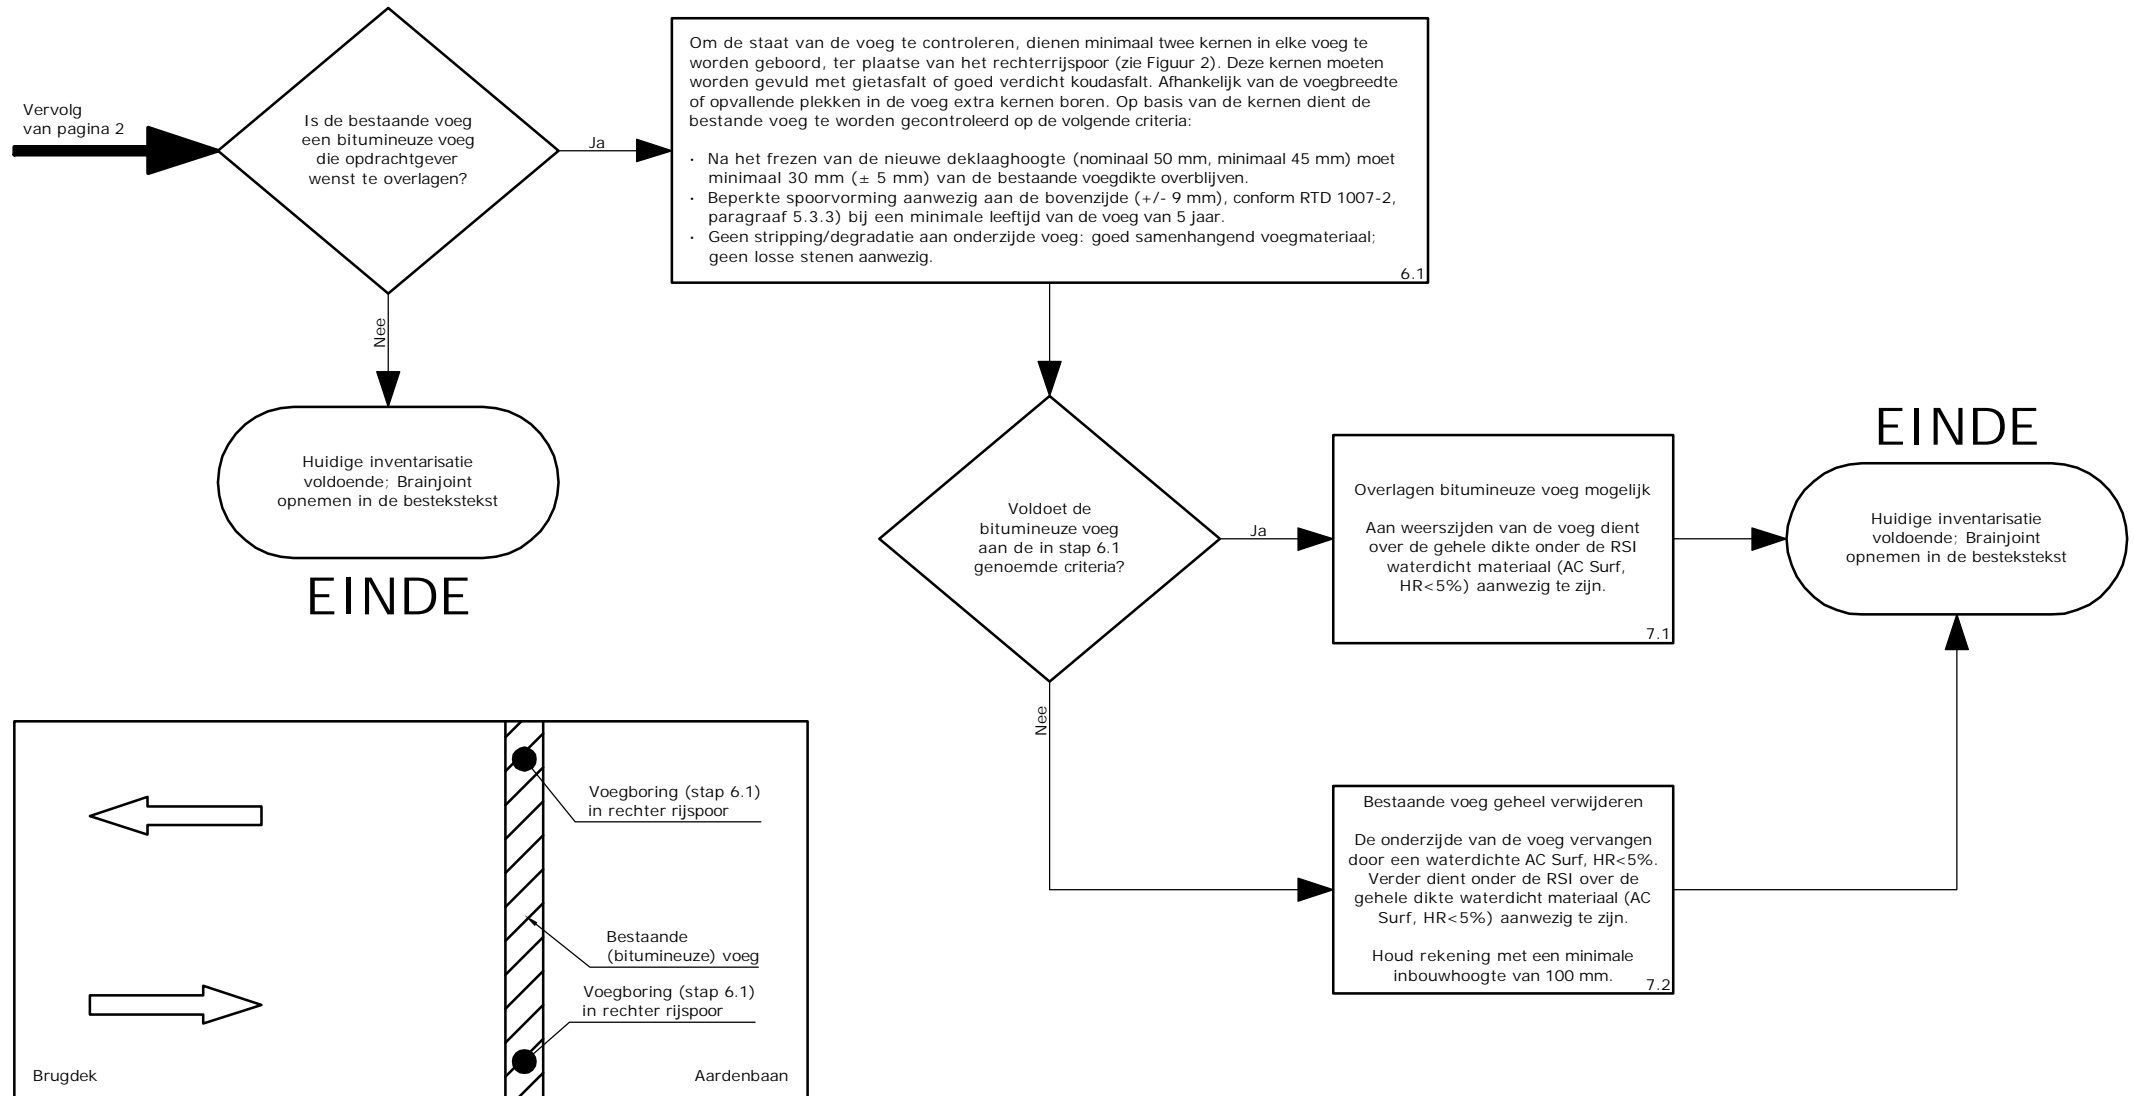 Vervolg
van pagina 2
Is de bestaande voeg
een bitumineuze voeg
die opdrachtgever
wenst te overlagen?
Ja
Nee
Om de staat van de voeg te controleren, dienen minimaal twee kernen in elke voeg te
worden geboord, ter plaatse van het rechterrijspoor (zie Figuur 2). Deze kernen moeten
worden gevuld met gietasfalt of goed verdicht koudasfalt. Afhankelijk van de voegbreedte
of opvallende plekken in de voeg extra kernen boren. Op basis van de kernen dient de
bestande voeg te worden gecontroleerd op de volgende criteria:
· Na het frezen van de nieuwe deklaaghoogte (nominaal 50 mm, minimaal 45 mm) moet
minimaal 30 mm (± 5 mm) van de bestaande voegdikte overblijven.
· Beperkte spoorvorming aanwezig aan de bovenzijde (+/- 9 mm), conform RTD 1007-2,
paragraaf 5.3.3) bij een minimale leeftijd van de voeg van 5 jaar.
· Geen stripping/degradatie aan onderzijde voeg: goed samenhangend voegmateriaal;
geen losse stenen aanwezig.
6.1
Huidige inventarisatie
voldoende; Brainjoint
opnemen in de bestekstekst
EINDE
Voldoet de
bitumineuze voeg
aan de in stap 6.1
genoemde criteria?
Ja
Nee
Overlagen bitumineuze voeg mogelijk
Aan weerszijden van de voeg dient
over de gehele dikte onder de RSI
waterdicht materiaal (AC Surf,
HR<5%) aanwezig te zijn.
7.1
EINDE
Huidige inventarisatie
voldoende; Brainjoint
opnemen in de bestekstekst
Bestaande voeg geheel verwijderen
De onderzijde van de voeg vervangen
door een waterdichte AC Surf, HR<5%.
Verder dient onder de RSI over de
gehele dikte waterdicht materiaal (AC
Surf, HR<5%) aanwezig te zijn.
Houd rekening met een minimale
inbouwhoogte van 100 mm.
7.2
Voegboring (stap 6.1)
in rechter rijspoor
Bestaande
(bitumineuze) voeg
Voegboring (stap 6.1)
in rechter rijspoor
Brugdek
Aardenbaan